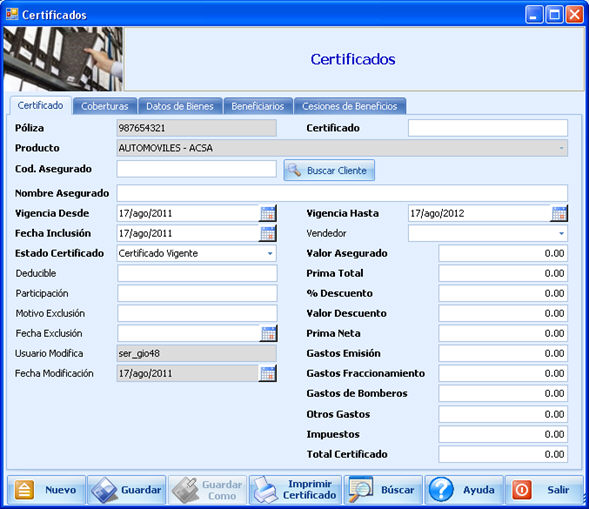 Certificados
Certificados
Certificado Coberturas Datos de Bienes Beneficiarios Cesiones de Beneficios
Póliza 987654321 Certificado
Producto AUTOMOVILES - ACSA
Cod. Asegurado Buscar Cliente
Nombre Asegurado
Vigencia Desde 17/ago/2011 Vigencia Hasta 17/ago/2012
Fecha Inclusión 17/ago/2011 Vendedor
Estado Certificado Certificado Vigente Valor Asegurado 0.00
Deducible Prima Total 0.00
Participación % Descuento 0.00
Motivo Exclusión Valor Descuento 0.00
Fecha Exclusión Prima Neta 0.00
Usuario Modifica ser_gio48 Gastos Emisión 0.00
Fecha Modificación 17/ago/2011 Gastos Fraccionamiento 0.00
Gastos de Bomberos 0.00
Otros Gastos 0.00
Impuestos 0.00
Total Certificado 0.00
Nuevo Guardar Guardar Como Imprimir Certificado Búscar Ayuda Salir